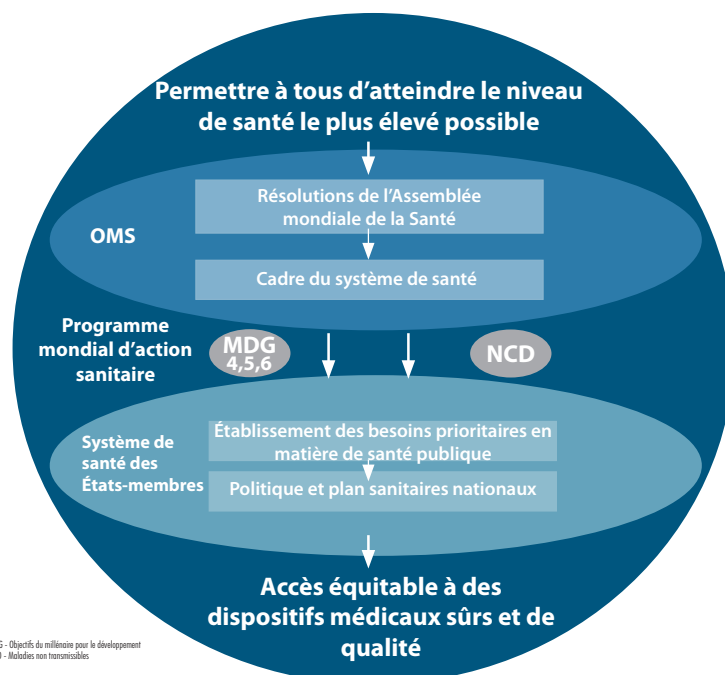 Permettre à tous d'atteindre le niveau
de santé le plus élevé possible
Résolutions de l'Assemblée
mondiale de la Santé
OMS
Cadre du système de santé
Programme
mondial d'action
sanitaire
MDG
4,5,6
NCD
Établissement des besoins prioritaires en
matière de santé publique
Système de
santé des
États-membres
Politique et plan sanitaires nationaux
Accès équitable à des
dispositifs médicaux sûrs et de
qualité
G - Objectifs du millénaire pour le développement
- Maladies non transmissibles